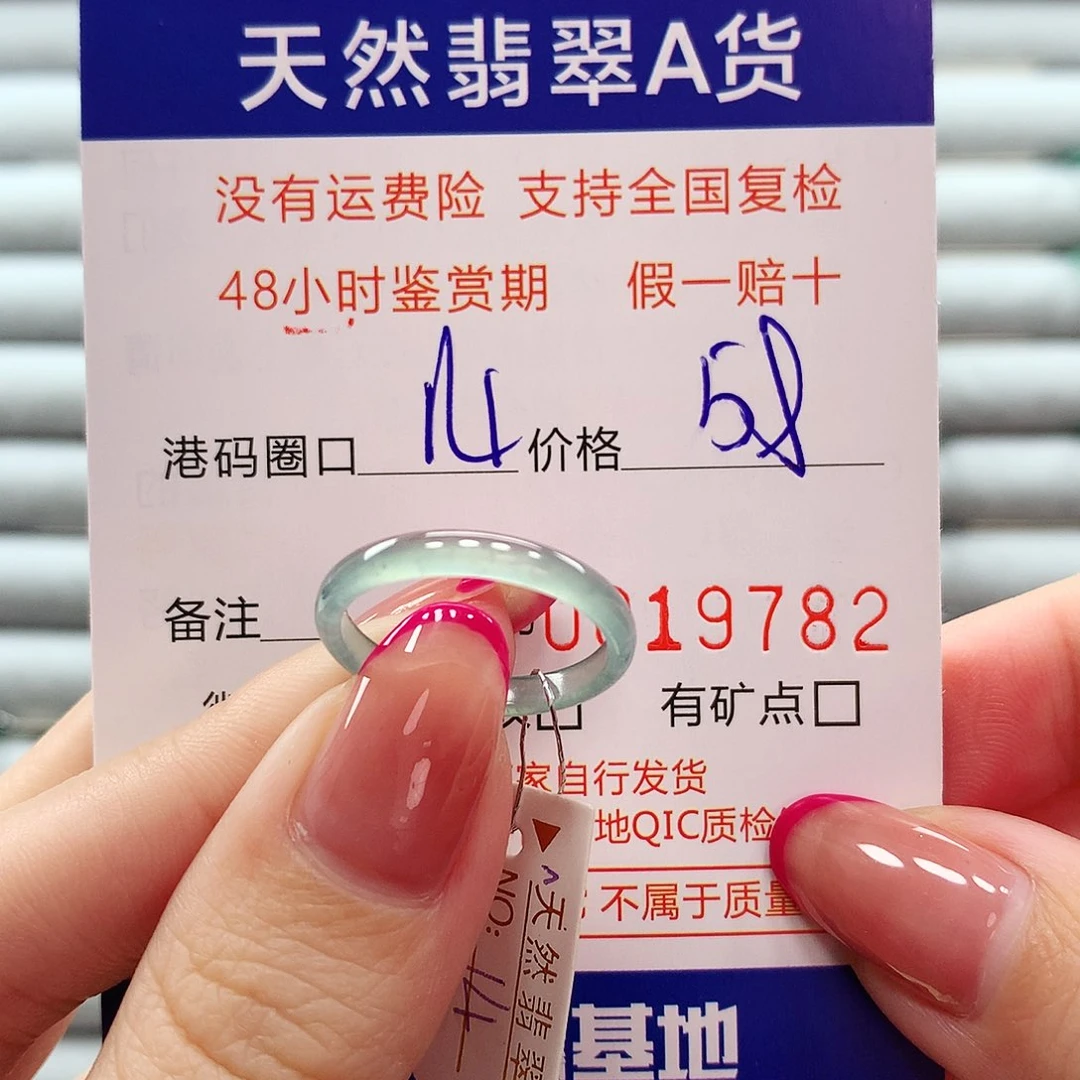 天然翡翠A货
没有运费险 支持全国复检
48小时鉴赏期 假一赔十
港码圈口 14 价格 58
备注 19782
有矿点□
家自行发货
地QIC质检
不属于质量
天然翡翠
NO: 14
基地